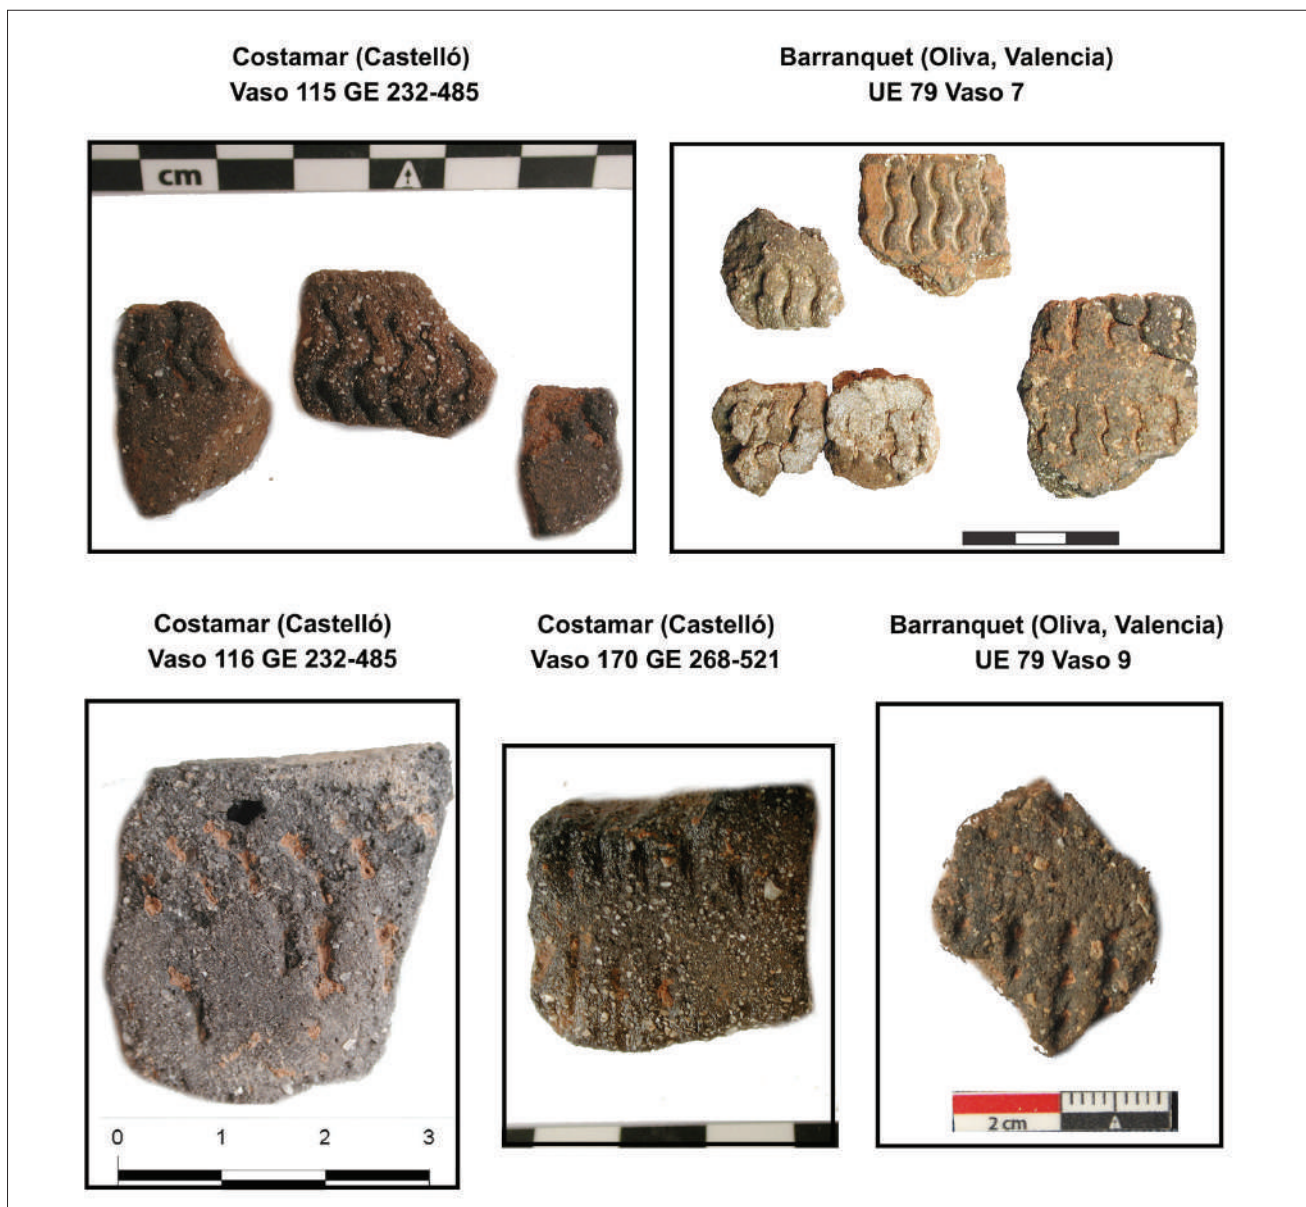 Costamar (Castelló)
Vaso 115 GE 232-485
Barranquet (Oliva, Valencia)
UE 79 Vaso 7
cm
Costamar (Castelló)
Vaso 116 GE 232-485
Costamar (Castelló)
Vaso 170 GE 268-521
Barranquet (Oliva, Valencia)
UE 79 Vaso 9
0 1 2 3
2 cm